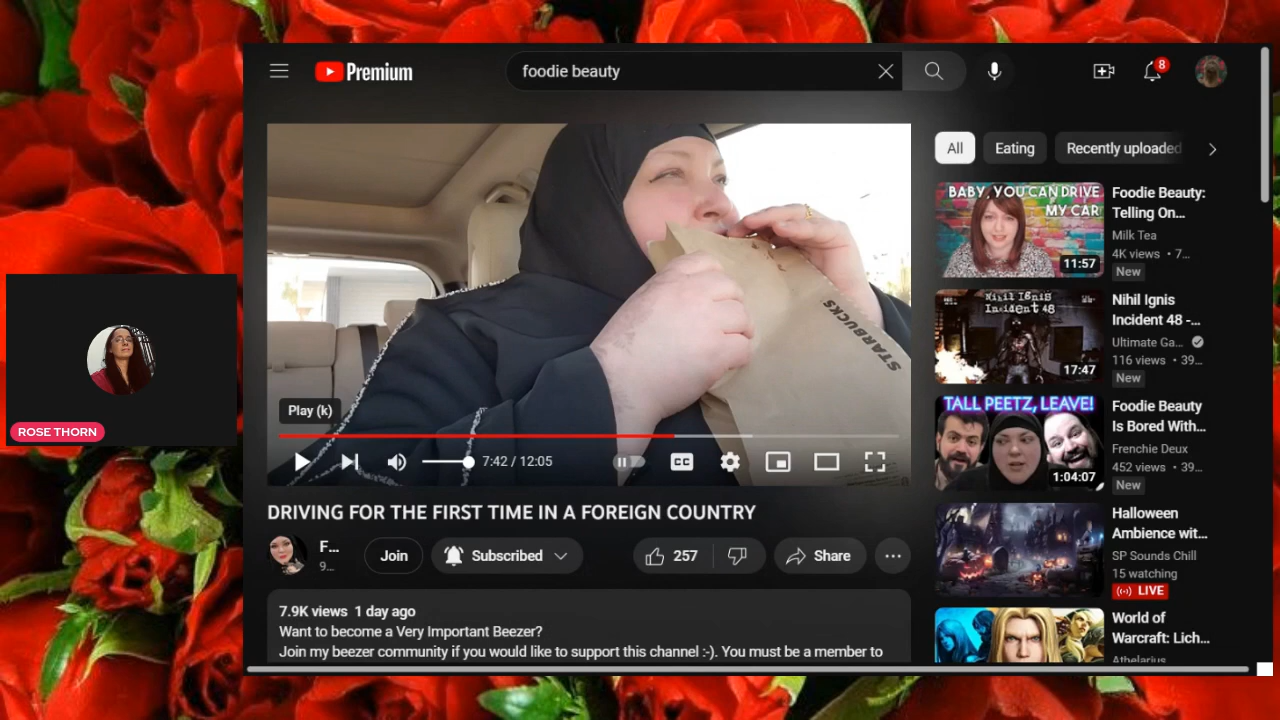 Premium
foodie beauty
8
STARBUCKS
Play (k)
7:42 / 12:05
CC
DRIVING FOR THE FIRST TIME IN A FOREIGN COUNTRY
F...
9...
Join
Subscribed
257
Share
7.9K views 1 day ago
Want to become a Very Important Beezer?
Join my beezer community if you would like to support this channel :-). You must be a member to
ROSE THORN
All
Eating
Recently uploaded
BABY, YOU CAN DRIVE
MY CAR
11:57
Foodie Beauty:
Telling On...
Milk Tea
4K views • 7...
New
Nihil Ignis
Incident 48
17:47
Nihil Ignis
Incident 48 -...
Ultimate Ga...
116 views • 39...
New
TALL PEETZ, LEAVE!
1:04:07
Foodie Beauty
Is Bored With...
Frenchie Deux
452 views • 39...
New
Halloween
Ambience wit...
SP Sounds Chill
15 watching
LIVE
World of
Warcraft: Lich...
Athelarius